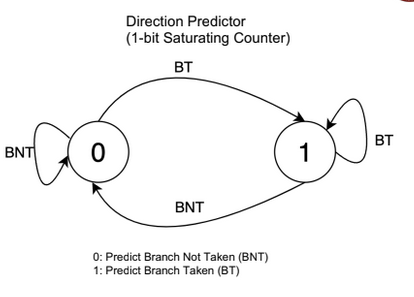 Direction Predictor
(1-bit Saturating Counter)
BT
BNT
0
1
BT
BNT
0: Predict Branch Not Taken (BNT)
1: Predict Branch Taken (BT)